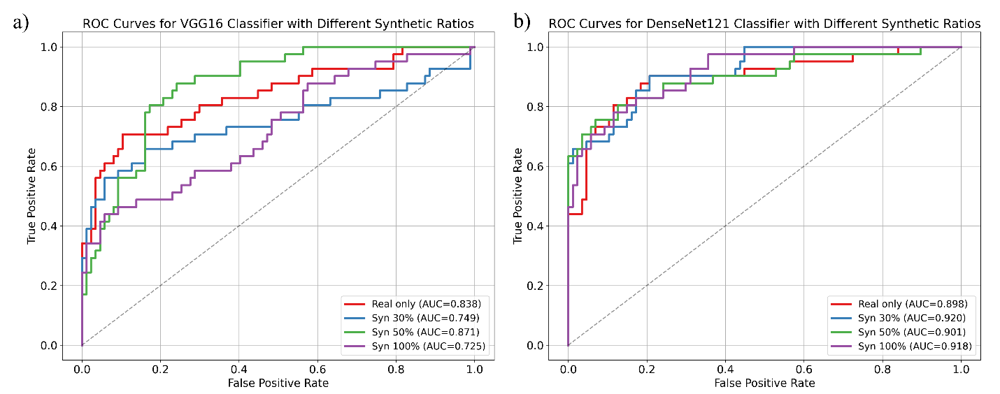 a)
ROC Curves for VGG16 Classifier with Different Synthetic Ratios
True Positive Rate
1.0
0.8
0.6
0.4
0.2
0.0
0.0 0.2 0.4 0.6 0.8 1.0
False Positive Rate
Real only (AUC=0.838)
Syn 30% (AUC=0.749)
Syn 50% (AUC=0.871)
Syn 100% (AUC=0.725)
b)
ROC Curves for DenseNet121 Classifier with Different Synthetic Ratios
True Positive Rate
1.0
0.8
0.6
0.4
0.2
0.0
0.0 0.2 0.4 0.6 0.8 1.0
False Positive Rate
Real only (AUC=0.898)
Syn 30% (AUC=0.920)
Syn 50% (AUC=0.901)
Syn 100% (AUC=0.918)